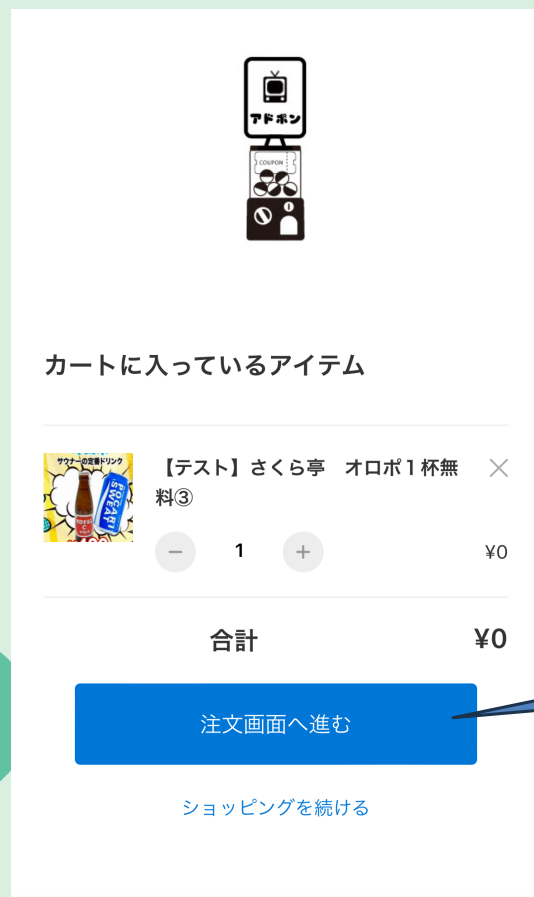 アドポン
COUPON
カートに入っているアイテム
サウナーの定番ドリンク
POCARI
SWEAT
【テスト】さくら亭　オロポ１杯無
料③
− 1 +
¥0
合計 ¥0
注文画面へ進む
ショッピングを続ける